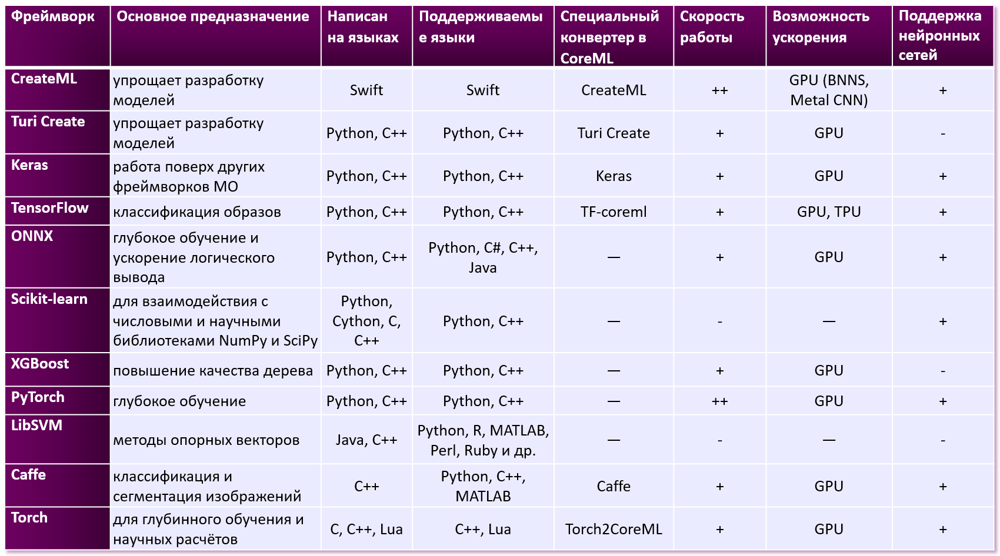 Фреймворк
Основное предназначение
Написан
на языках
Поддерживаемы
е языки
Специальный
конвертер в
CoreML
Скорость
работы
Возможность
ускорения
Поддержка
нейронных
сетей
CreateML
упрощает разработку
моделей
Swift
Swift
CreateML
++
GPU (BNNS,
Metal CNN)
+
Turi Create
упрощает разработку
моделей
Python, C++
Python, C++
Turi Create
+
GPU
-
Keras
работа поверх других
фреймворков МО
Python, C++
Python, C++
Keras
+
GPU
+
TensorFlow
классификация образов
Python, C++
Python, C++
TF-coreml
+
GPU, TPU
+
ONNX
глубокое обучение и
ускорение логического
вывода
Python, C++
Python, C#, C++,
Java
—
+
GPU
+
Scikit-learn
для взаимодействия с
числовыми и научными
библиотеками NumPy и SciPy
Python,
Cython, C,
C++
Python, C++
—
-
—
+
XGBoost
повышение качества дерева
Python, C++
Python, C++
—
+
GPU
-
PyTorch
глубокое обучение
Python, C++
Python, C++
—
++
GPU
+
LibSVM
методы опорных векторов
Java, C++
Python, R, MATLAB,
Perl, Ruby и др.
—
-
—
-
Caffe
классификация и
сегментация изображений
C++
Python, C++,
MATLAB
Caffe
+
GPU
+
Torch
для глубинного обучения и
научных расчётов
C, C++, Lua
C++, Lua
Torch2CoreML
+
GPU
+